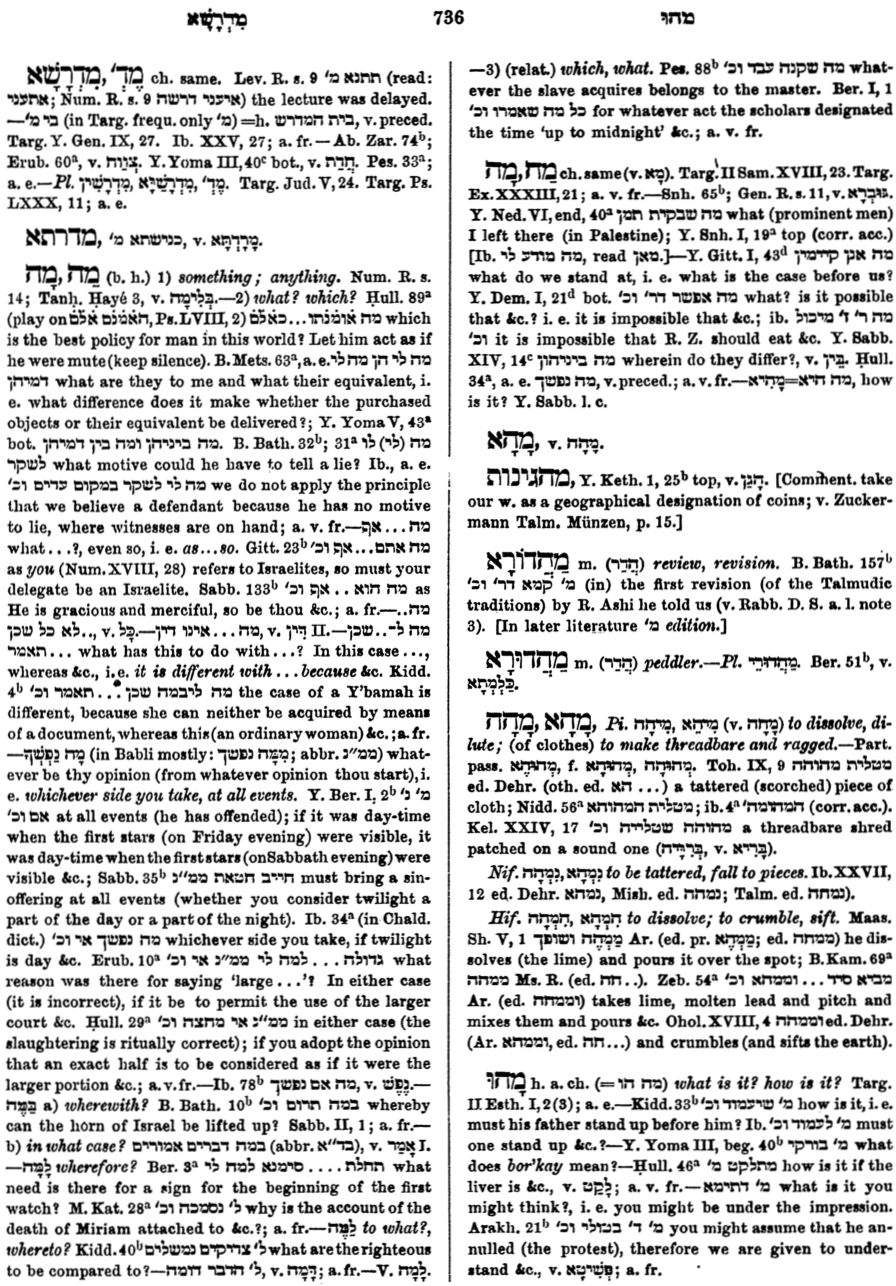 מִדְרָשָׁא 736 מהו
מִדְרָשָׁא, מֶדְ׳ ch. same. Lev. R. s. 9 תתנא מ׳ (read:
אתעני; Num. R. s. 9 איעני דרשה) the lecture was delayed.
—בי מ׳ (in Targ. frequ. only מ׳) =h. בית המדרש, v. preced.
Targ. Y. Gen. IX, 27. Ib. XXV, 27; a. fr.—Ab. Zar. 74b;
Erub. 60a, v. צְוַוח. Y. Yoma III, 40c bot., v. חֲדַת. Pes. 33a;
a. e.—Pl. מִדְרָשַׁיָּא, מִדְרָשִׁין, מֶדְ׳. Targ. Jud. V, 24. Targ. Ps.
LXXX, 11; a. e.
מדרתא, כנישתא מ׳, v. מָרַדְתָּא.
מַה, מָה (b. h.) 1) something; anything. Num. R. s.
14; Tanḥ. Ḥayé 3, v. בְּלִימָה.—2) what? which? Ḥull. 89a
(play on האמנם אלם, Ps. LVIII, 2) מה אומנתו...כאלם which
is the best policy for man in this world? Let him act as if
he were mute (keep silence). B. Mets. 63a, a. e. מה לי הן מה לי
דמיהן what are they to me and what their equivalent, i.
e. what difference does it make whether the purchased
objects or their equivalent be delivered?; Y. Yoma V, 43a
bot. מה ביניהן ומה בין דמיהן. B. Bath. 32b; 31a מה (לי) לו
לשקר what motive could he have to tell a lie? Ib., a. e.
מה לי לשקר במקום עדים וכ׳ we do not apply the principle
that we believe a defendant because he has no motive
to lie, where witnesses are on hand; a. v. fr.—מה...אף
what...?, even so, i. e. as...so. Gitt. 23b מה אתם...אף וכ׳
as you (Num. XVIII, 28) refers to Israelites, so must your
delegate be an Israelite. Sabb. 133b מה הוא .. אף וכ׳ as
He is gracious and merciful, so be thou &c.; a. fr.—מה..
..לא כל שכן, v. כָּל.—מה...אינו דין, v. דִּין II.—מה ל-..שכן
תאמר... what has this to do with...? In this case ...,
whereas &c., i. e. it is different with ... because &c. Kidd.
4b מה ליבמה שכן ... תאמר וכ׳ the case of a Y'bamah is
different, because she can neither be acquired by means
of a document, whereas this (an ordinary woman) &c.; a. fr.
—מָה נַפְשָׁךְ (in Babli mostly: מִמָּה נפשך; abbr. ממ״נ) what-
ever be thy opinion (from whatever opinion thou start), i.
e. whichever side you take, at all events. Y. Ber. I, 2b מ׳ נ׳
אם וכ׳ at all events (he has offended); if it was day-time
when the first stars (on Friday evening) were visible, it
was day-time when the first stars (on Sabbath evening) were
visible &c.; Sabb. 35b חייב חטאת ממ״נ must bring a sin-
offering at all events (whether you consider twilight a
part of the day or a part of the night). Ib. 34a (in Chald.
dict.) מה נפשך אי וכ׳ whichever side you take, if twilight
is day &c. Erub. 10a גדולה ... למה לי ממ״נ אי וכ׳ what
reason was there for saying 'large ...'? In either case
(it is incorrect), if it be to permit the use of the larger
court &c. Ḥull. 29a ממ״נ אי מחצה וכ׳ in either case (the
slaughtering is ritually correct); if you adopt the opinion
that an exact half is to be considered as if it were the
larger portion &c.; a. v. fr.—Ib. 78b מה אם נפשך, v. נֶפֶשׁ.—
בַּמָּה a) wherewith? B. Bath. 10b במה תרום וכ׳ whereby
can the horn of Israel be lifted up? Sabb. II, 1; a. fr.—
b) in what case? במה דברים אמורים (abbr. בד״א), v. אָמַר I.
—לָמָּה wherefore? Ber. 3a תחלת .... סימנא למה לי what
need is there for a sign for the beginning of the first
watch? M. Kat. 28a ל׳ נסמכה וכ׳ why is the account of the
death of Miriam attached to &c.?; a. fr.—לְמָּה to what?,
whereto? Kidd. 40b ל׳ צדיקים נמשלים what are the righteous
to be compared to?—ל׳ הדבר דומה, v. דָּמָה; a. fr.—V. לָמָּה.
—3) (relat.) which, what. Pes. 88b מה שקנה עבד וכ׳ what-
ever the slave acquires belongs to the master. Ber. I, 1
כל מה שאמרו וכ׳ for whatever act the scholars designated
the time 'up to midnight' &c.; a. v. fr.
מַה, מָה ch. same (v. מָא). Targ. II Sam. XVIII, 23. Targ.
Ex. XXXIII, 21; a. v. fr.—Snh. 65b; Gen. R. s. 11, v. גּוּבְרָא.
Y. Ned. VI, end, 40a מה שבקית תמן what (prominent men)
I left there (in Palestine); Y. Snh. I, 19a top (corr. acc.)
[Ib. מה מודע לי, read מאן.]—Y. Gitt. I, 43d מה אנן קיימין
what do we stand at, i. e. what is the case before us?
Y. Dem. I, 21d bot. מה אפשר דר׳ וכ׳ what? is it possible
that &c.? i. e. it is impossible that &c.; ib. מה ר׳ ז׳ מיכול
וכ׳ it is impossible that R. Z. should eat &c. Y. Sabb.
XIV, 14c מה ביניהון wherein do they differ?, v. בֵּין. Ḥull.
34a, a. e. מה נפשך, v. preced.; a. v. fr.—מה היא=מָהִיא, how
is it? Y. Sabb. l. c.
מָהָא, v. מָהָה.
מהגינות, Y. Keth. 1, 25b top, v. הָגַן. [Comment. take
our w. as a geographical designation of coins; v. Zucker-
mann Talm. Münzen, p. 15.]
מַהְדוֹרָא m. (הֲדַר) review, revision. B. Bath. 157b
מ׳ קמא דר׳ וכ׳ (in) the first revision (of the Talmudic
traditions) by R. Ashi he told us (v. Rabb. D. S. a. l. note
3). [In later literature מ׳ edition.]
מַהֲדוּרָא m. (הֲדַר) peddler.—Pl. מַהֲדוּרֵי. Ber. 51b, v.
כַּלְמְתָא.
מָהָא, מָהָה, Pi. מִיהֵא, מִיהָה (v. מָחָה) to dissolve, di-
lute; (of clothes) to make threadbare and ragged.—Part.
pass. מְמוּהֶא, f. מְמוּהָא, מְמוּהָה. Toh. IX, 9 מטלית מהוהה
ed. Dehr. (oth. ed. הא ...) a tattered (scorched) piece of
cloth; Nidd. 56a מטלית המהוהא; ib. 4a המהומה׳ (corr. acc.).
Kel. XXIV, 17 מהוהה שטלייה וכ׳ a threadbare shred
patched on a sound one (בְּרִיָּיה, v. בָּרִיא).
Nif. נִמְהָה, נִמְהָא to be tattered, fall to pieces. Ib. XXVII,
12 ed. Dehr. נמהא, Mish. ed. נמהה; Talm. ed. נמחה).
Hif. הִמְהָא, הִמְהָה to dissolve; to crumble, sift. Maas.
Sh. V, 1 מַמְהֶה ושופך Ar. (ed. pr. מַמְהֶא; ed. ממחה) he dis-
solves (the lime) and pours it over the spot; B. Kam. 69a
ממהה Ms. R. (ed. חה..). Zeb. 54a מביא סיד ... וממהא וכ׳
Ar. (ed. וממחה) takes lime, molten lead and pitch and
mixes them and pours &c. Ohol. XVIII, 4 וממהה ed. Dehr.
(Ar. וממהא, ed. חה...) and crumbles (and sifts the earth).
מָהוּ h. a. ch. (=מה הו) what is it? how is it? Targ.
II Esth. I, 2 (3); a. e.—Kidd. 33b מ׳ שיעמוד וכ׳ how is it, i. e.
must his father stand up before him? Ib. מ׳ לעמוד וכ׳ must
one stand up &c.?—Y. Yoma III, beg. 40b מ׳ בורקי what
does bor'kay mean?—Ḥull. 46a מ׳ מתלקט how is it if the
liver is &c., v. לָקַט; a. v. fr.—מ׳ דתימא what is it you
might think?, i. e. you might be under the impression.
Arakh. 21b מ׳ ד׳ בטולי וכ׳ you might assume that he an-
nulled (the protest), therefore we are given to under-
stand &c., v. פְּשִׁיטָא; a. fr.